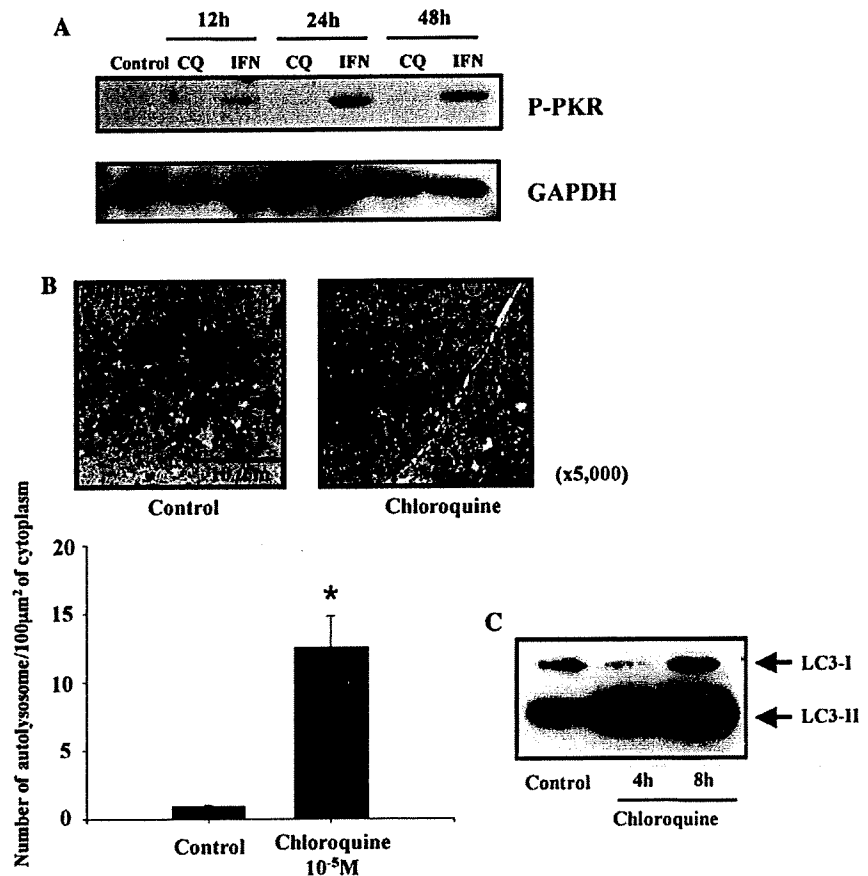 A
12h 24h 48h
Control CQ IFN CQ IFN CQ IFN
P-PKR
GAPDH
B
(x5,000)
Control Chloroquine
Number of autolysosome/100μm² of cytoplasm
20
15
10
5
0
*
Control Chloroquine
10⁻⁵M
C
LC3-I
LC3-II
Control 4h 8h
Chloroquine